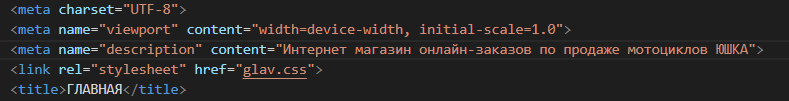 <meta charset="UTF-8">
<meta name="viewport" content="width=device-width, initial-scale=1.0">
<meta name="description" content="Интернет магазин онлайн-заказов по продаже мотоциклов ЮШКА">
<link rel="stylesheet" href="glav.css">
<title>ГЛАВНАЯ</title>